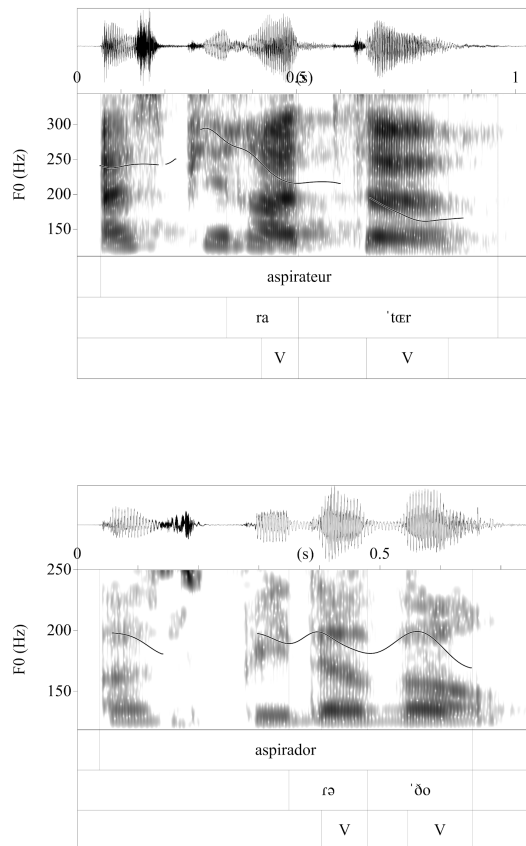 0 0.5 (s) 1
F0 (Hz)
300
250
200
150
aspirateur
ra ˈtœr
V V
0 (s) 0.5
F0 (Hz)
250
200
150
aspirador
ɾə ˈðo
V V